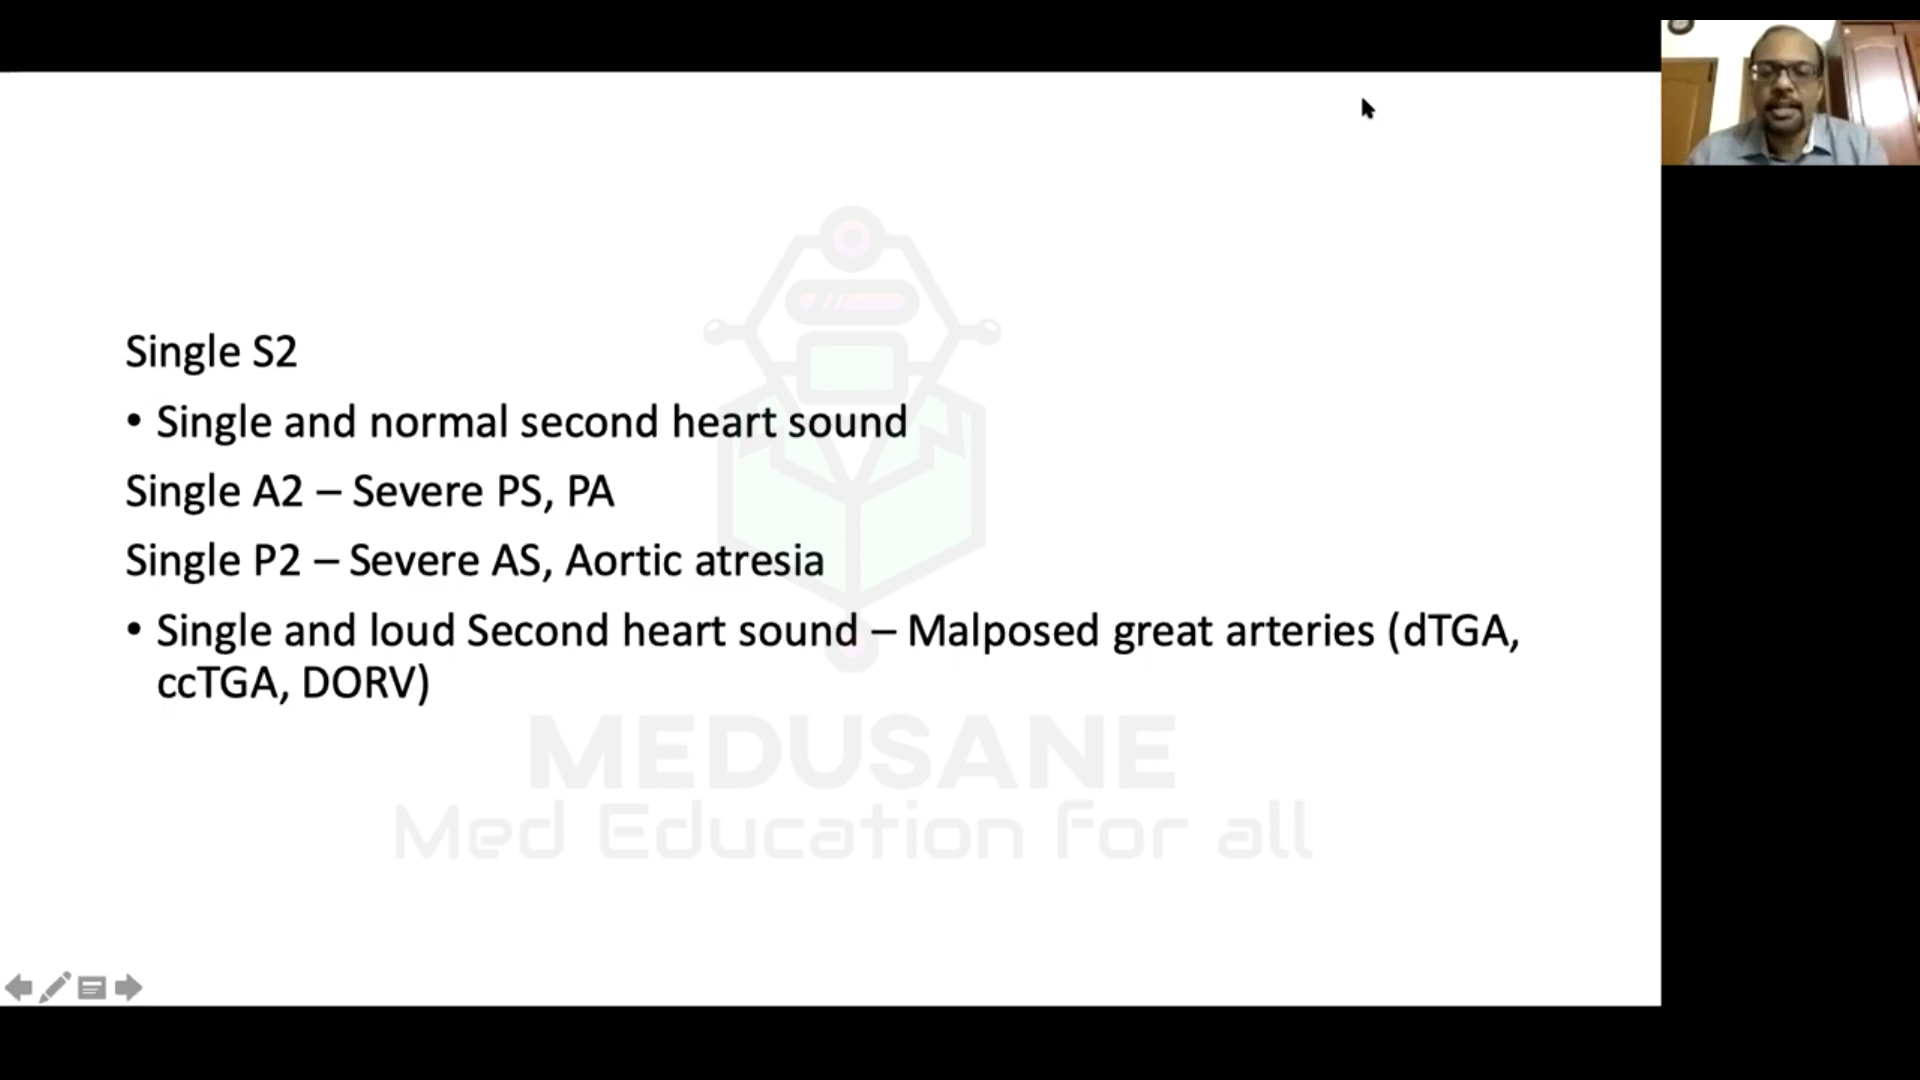 Single S2
• Single and normal second heart sound
Single A2 – Severe PS, PA
Single P2 – Severe AS, Aortic atresia
• Single and loud Second heart sound – Malposed great arteries (dTGA,
ccTGA, DORV)
MEDUSANE
Med Education for all